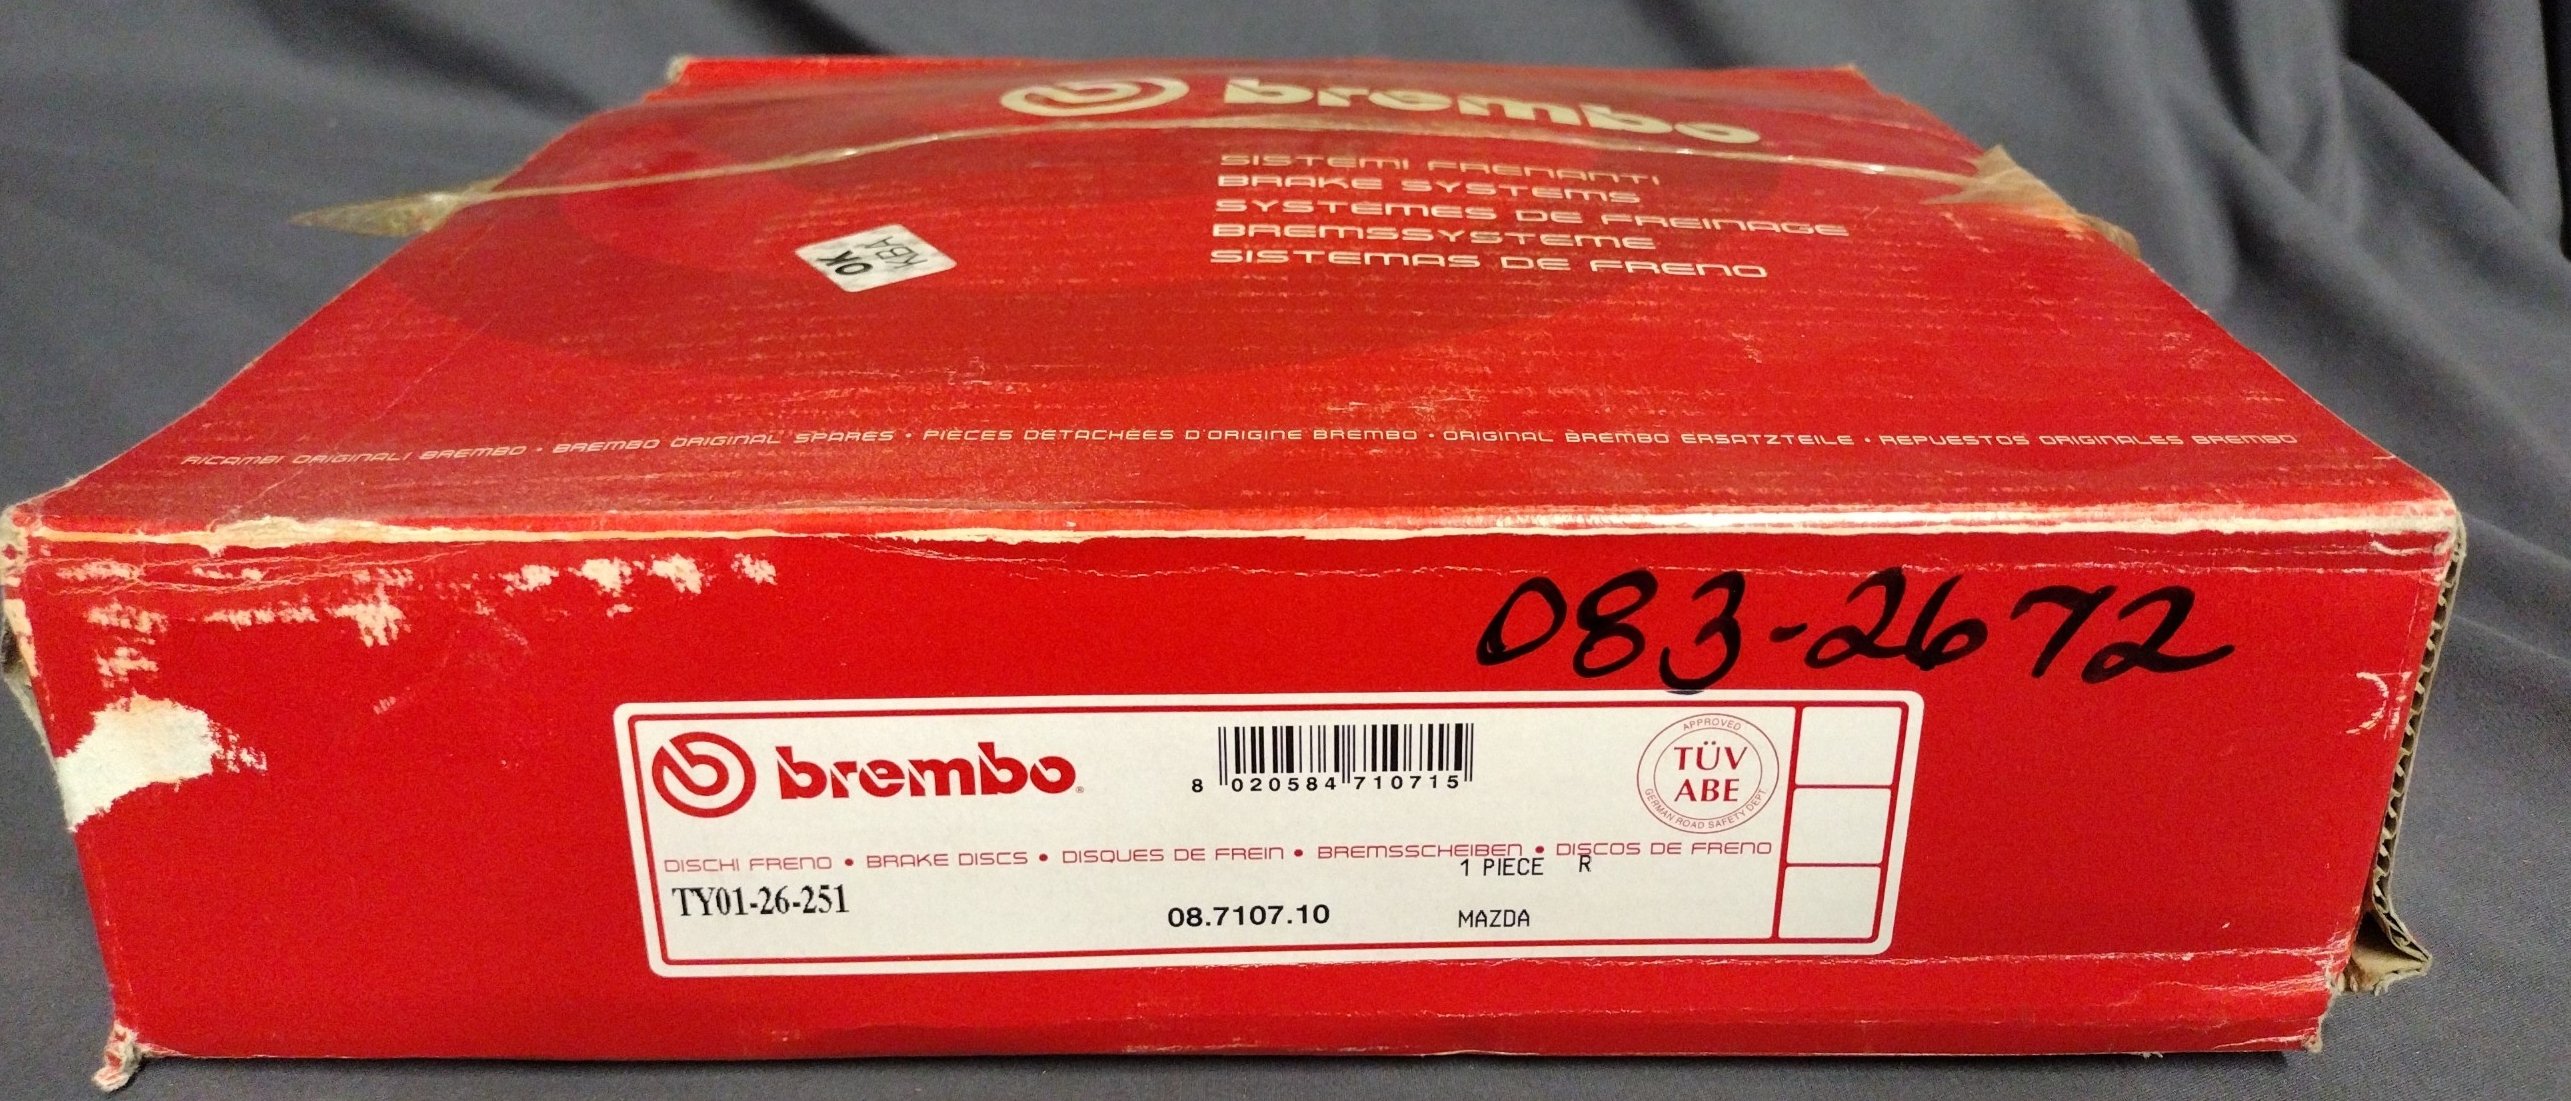 brembo
SISTEMI FRENANTI
BRAKE SYSTEMS
SYSTÈMES DE FREINAGE
BREMSSYSTEME
SISTEMAS DE FRENO
OK
KBA
RICAMBI ORIGINALI BREMBO • BREMBO ORIGINAL SPARES • PIÈCES DÉTACHÉES D'ORIGINE BREMBO • ORIGINAL BREMBO ERSATZTEILE • REPUESTOS ORIGINALES BREMBO
083-2672
brembo®
8 020584 710715
APPROVED
TÜV
ABE
GERMAN ROAD SAFETY DEPT
DISCHI FRENO • BRAKE DISCS • DISQUES DE FREIN • BREMSSCHEIBEN • DISCOS DE FRENO
1 PIECE R
TY01-26-251
08.7107.10
MAZDA